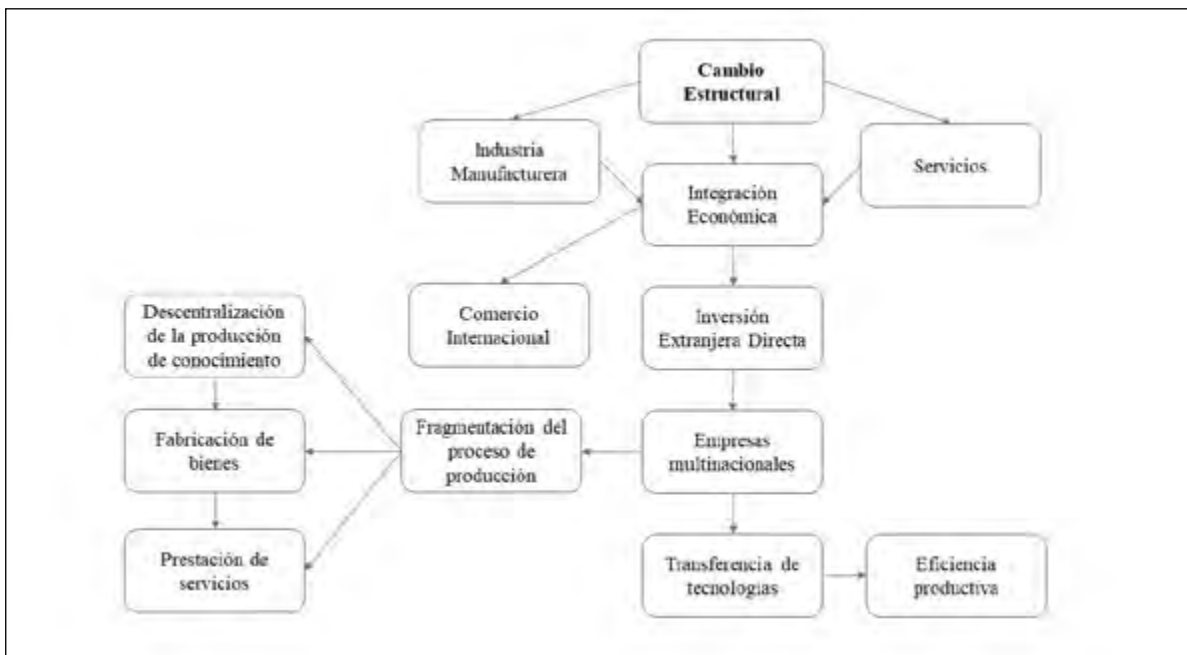 Cambio
Estructural
Industria
Manufacturera
Servicios
Integración
Económica
Comercio
Internacional
Inversión
Extranjera Directa
Descentralización
de la producción
de conocimiento
Fabricación de
bienes
Fragmentación del
proceso de
producción
Empresas
multinacionales
Prestación de
servicios
Transferencia de
tecnologías
Eficiencia
productiva